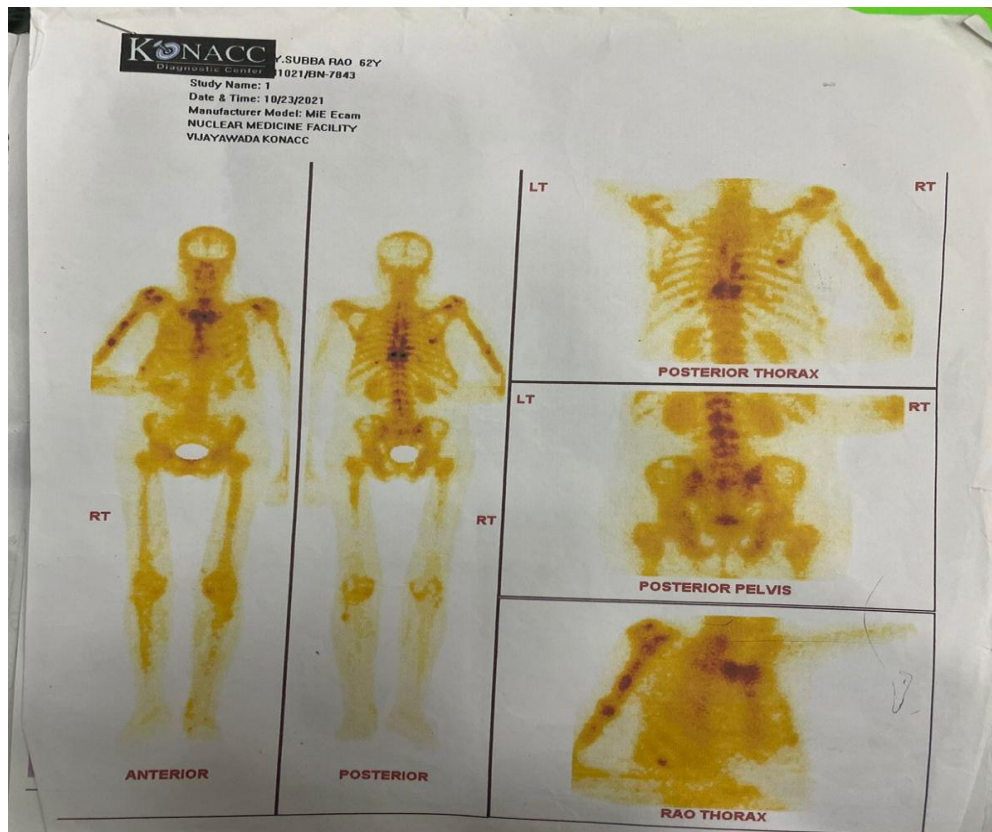 KONACC
Diagnostic Center
Y.SUBBA RAO 62Y
1021/BN-7843
Study Name: 1
Date & Time: 10/23/2021
Manufacturer Model: MiE Ecam
NUCLEAR MEDICINE FACILITY
VIJAYAWADA KONACC
LT
RT
POSTERIOR THORAX
LT
RT
POSTERIOR PELVIS
RT
RT
ANTERIOR
POSTERIOR
RAO THORAX